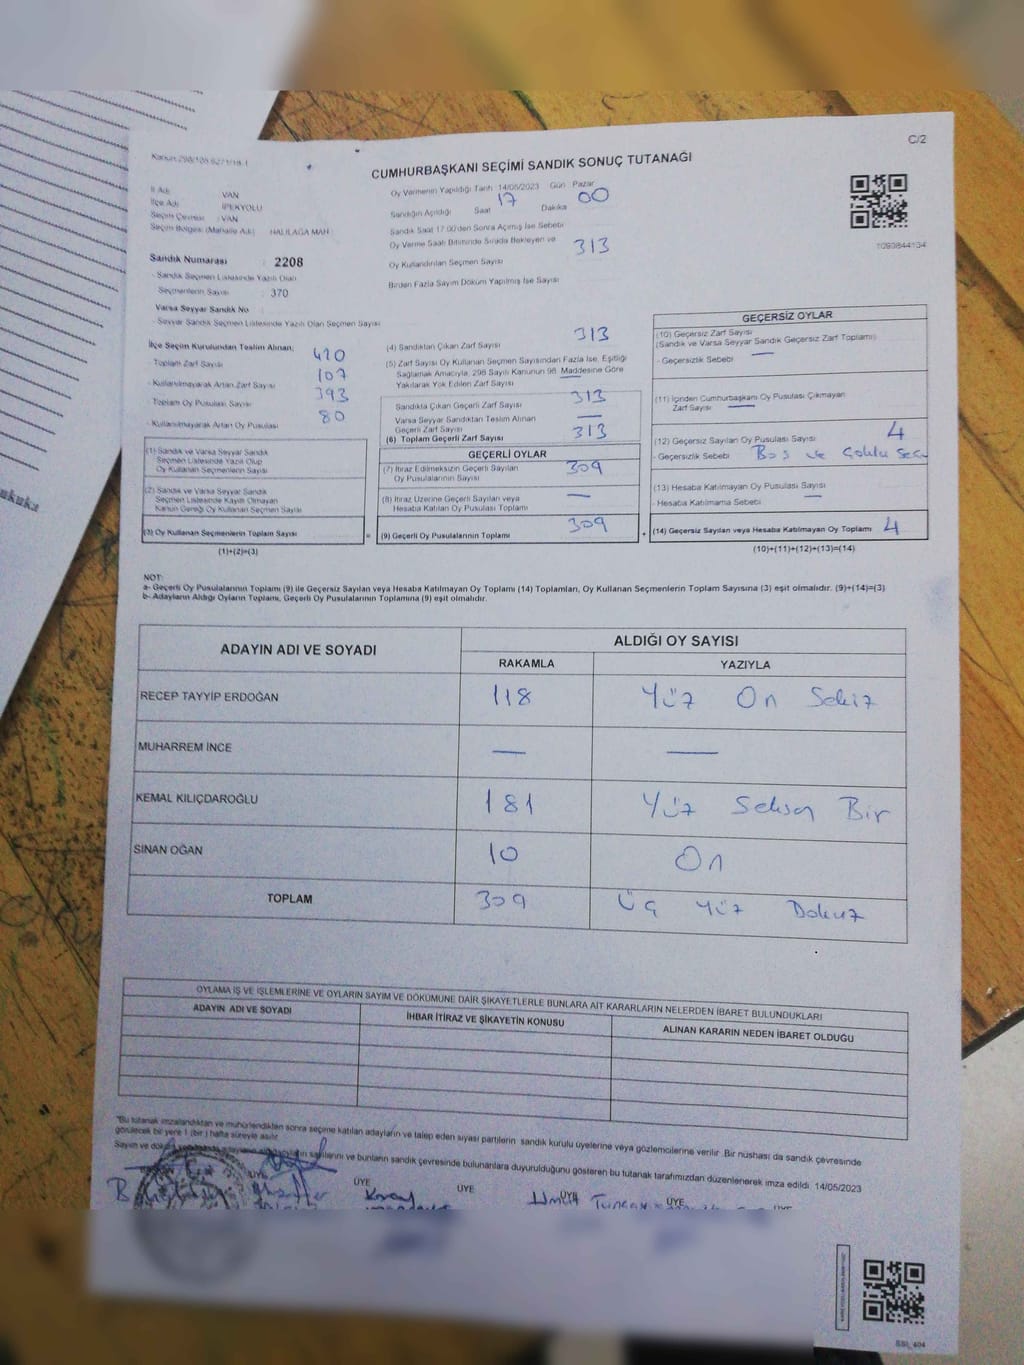 C/2
CUMHURBAŞKANI SEÇİMİ SANDIK SONUÇ TUTANAĞI
İl Adı : VAN
İlçe Adı : İPEKYOLU
Seçim Çevresi : VAN
Seçim Bölgesi (Mahalle Adı) : HALİLAĞA MAH
Sandık Numarası : 2208
- Sandık Seçmen Listesinde Yazılı Olan
Seçmenlerin Sayısı : 370
Varsa Seyyar Sandık No
- Seyyar Sandık Seçmen Listesinde Yazılı Olan Seçmen Sayısı
Oy Vermenin Yapıldığı Tarih 14/05/2023 Gün Pazar
Sandığın Açıldığı Saat 17 Dakika 00
Sandık Saat 17:00'den Sonra Açılmış İse Sebebi
Oy Verme Saati Bitiminde Sırada Bekleyen ve
Oy Kullandırılan Seçmen Sayısı 313
Birden Fazla Sayım Döküm Yapılmış İse Sayısı
1093844134
İlçe Seçim Kurulundan Teslim Alınan;
Toplam Zarf Sayısı 420
- Kullanılmayarak Artan Zarf Sayısı 107
- Toplam Oy Pusulası Sayısı 393
- Kullanılmayarak Artan Oy Pusulası 80
(1) Sandık ve Varsa Seyyar Sandık
Seçmen Listesinde Yazılı Olup
Oy Kullanan Seçmenlerin Sayısı
(2) Sandık ve Varsa Seyyar Sandık
Seçmen Listesinde Kayıtlı Olmayan
Kanun Gereği Oy Kullanan Seçmen Sayısı
(3) Oy Kullanan Seçmenlerin Toplam Sayısı
(1)+(2)=(3)
=
(4) Sandıktan Çıkan Zarf Sayısı 313
(5) Zarf Sayısı Oy Kullanan Seçmen Sayısından Fazla İse, Eşitliği
Sağlamak Amacıyla, 298 Sayılı Kanunun 98. Maddesine Göre
Yakılarak Yok Edilen Zarf Sayısı —
Sandıkta Çıkan Geçerli Zarf Sayısı 313
Varsa Seyyar Sandıktan Teslim Alınan
Geçerli Zarf Sayısı —
(6) Toplam Geçerli Zarf Sayısı 313
GEÇERLİ OYLAR
(7) İtiraz Edilmeksizin Geçerli Sayılan
Oy Pusulalarının Sayısı 309
(8) İtiraz Üzerine Geçerli Sayılan veya
Hesaba Katılan Oy Pusulası Toplamı —
(9) Geçerli Oy Pusulalarının Toplamı 309
+
GEÇERSİZ OYLAR
(10) Geçersiz Zarf Sayısı
(Sandık ve Varsa Seyyar Sandık Geçersiz Zarf Toplamı)
- Geçersizlik Sebebi —
(11) İçinden Cumhurbaşkanı Oy Pusulası Çıkmayan
Zarf Sayısı —
(12) Geçersiz Sayılan Oy Pusulası Sayısı 4
- Geçersizlik Sebebi Boş ve
(13) Hesaba Katılmayan Oy Pusulası Sayısı —
- Hesaba Katılmama Sebebi
(14) Geçersiz Sayılan veya Hesaba Katılmayan Oy Toplamı 4
(10)+(11)+(12)+(13)=(14)
NOT:
a- Geçerli Oy Pusulalarının Toplamı (9) ile Geçersiz Sayılan veya Hesaba Katılmayan Oy Toplamı (14) Toplamları, Oy Kullanan Seçmenlerin Toplam Sayısına (3) eşit olmalıdır. (9)+(14)=(3)
b- Adayların Aldığı Oyların Toplamı, Geçerli Oy Pusulalarının Toplamına (9) eşit olmalıdır.
ADAYIN ADI VE SOYADI ALDIĞI OY SAYISI
RAKAMLA YAZIYLA
RECEP TAYYİP ERDOĞAN 118 Yüz On Sekiz
MUHARREM İNCE — —
KEMAL KILIÇDAROĞLU 181 Yüz Seksen Bir
SİNAN OĞAN 10 On
TOPLAM 309 Üç Yüz Dokuz
OYLAMA İŞ VE İŞLEMLERİNE VE OYLARIN SAYIM VE DÖKÜMÜNE DAİR ŞİKAYETLERLE BUNLARA AİT KARARLARIN NELERDEN İBARET BULUNDUKLARI
ADAYIN ADI VE SOYADI İHBAR İTİRAZ VE ŞİKAYETİN KONUSU ALINAN KARARIN NEDEN İBARET OLDUĞU
*Bu tutanak imzalandıktan ve mühürlendikten sonra seçime katılan adayların ve talep eden siyasi partilerin sandık kurulu üyelerine veya gözlemcilerine verilir. Bir nüshası da sandık çevresinde
görülecek bir yere 1 (bir) hafta süreyle asılır.
Sayım ve döküm sayılarını ve bunların sandık çevresinde bulunanlara duyurulduğunu gösteren bu tutanak tarafımızdan düzenlenerek imza edildi. 14/05/2023
ÜYE ÜYE ÜYE ÜYE ÜYE ÜYE